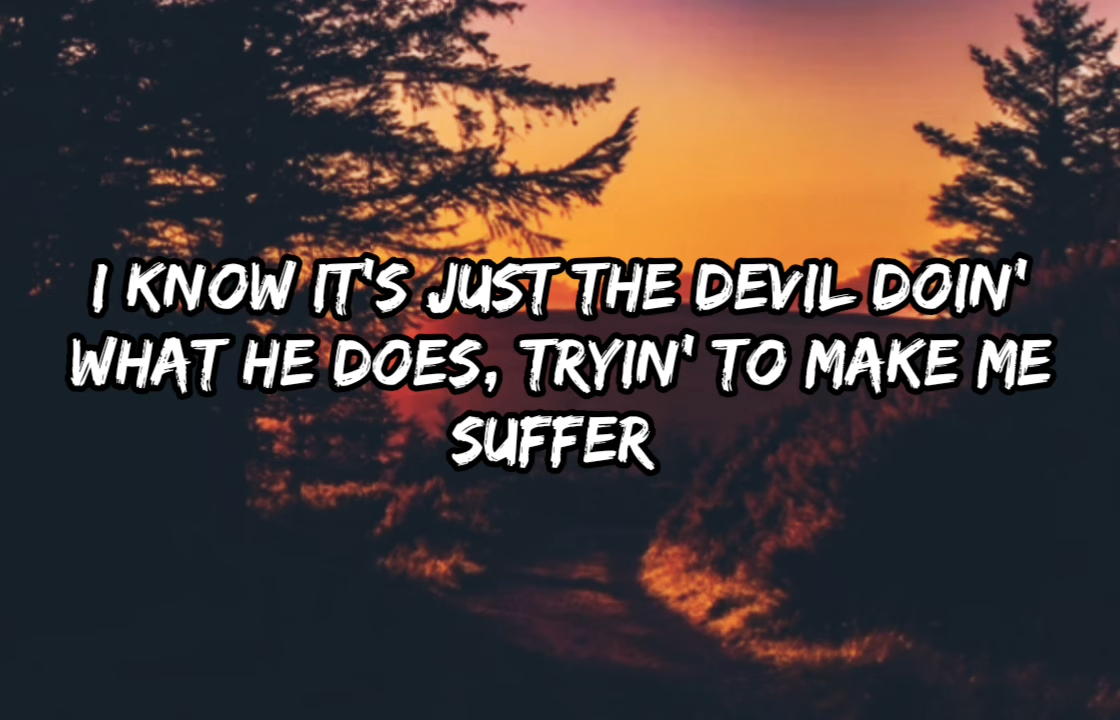 I KNOW IT'S JUST THE DEVIL DOIN'
WHAT HE DOES, TRYIN' TO MAKE ME
SUFFER